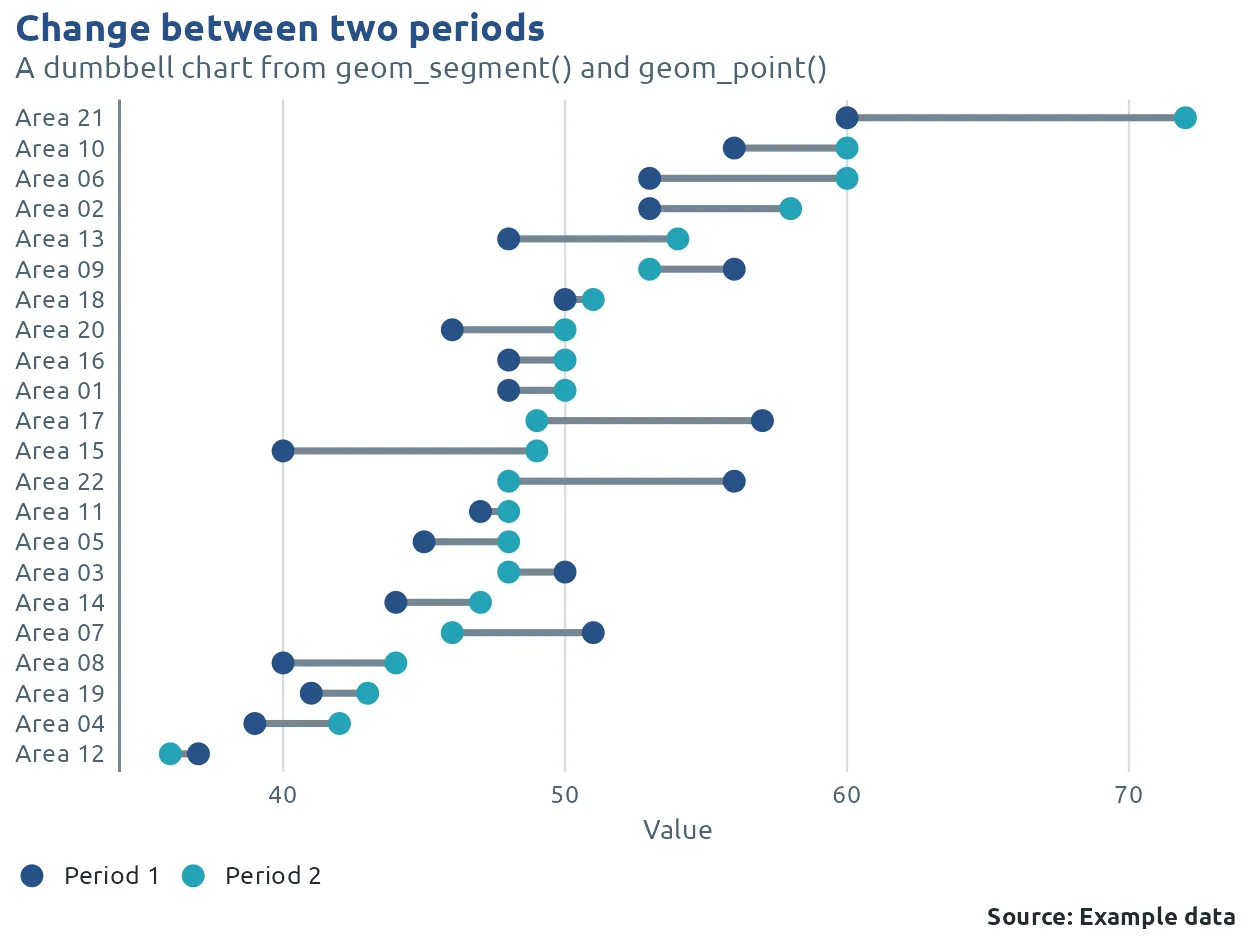 Change between two periods
A dumbbell chart from geom_segment() and geom_point()
Area 21
Area 10
Area 06
Area 02
Area 13
Area 09
Area 18
Area 20
Area 16
Area 01
Area 17
Area 15
Area 22
Area 11
Area 05
Area 03
Area 14
Area 07
Area 08
Area 19
Area 04
Area 12
40 50 60 70
Value
Period 1 Period 2
Source: Example data